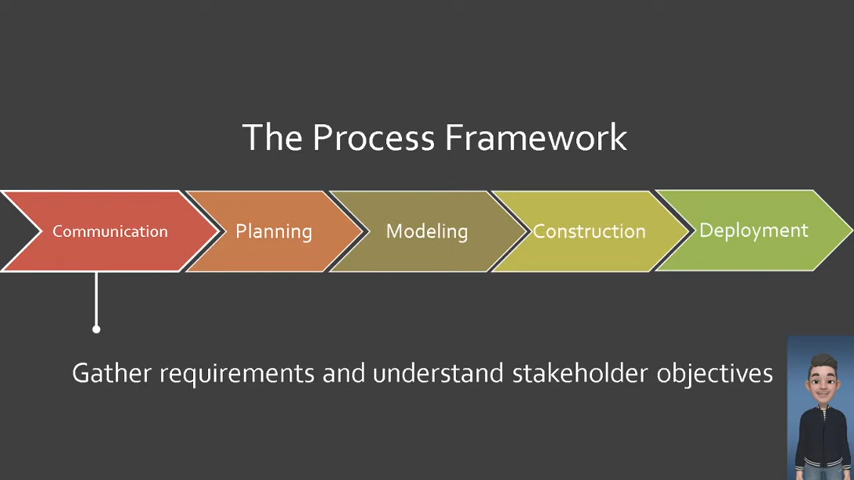 The Process Framework
Communication
Planning
Modeling
Construction
Deployment
Gather requirements and understand stakeholder objectives